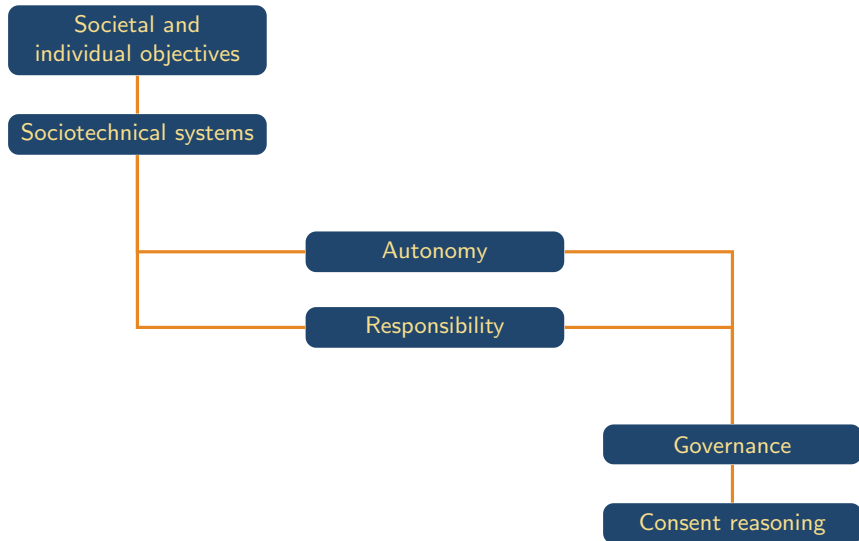 Societal and
individual objectives
Sociotechnical systems
Autonomy
Responsibility
Governance
Consent reasoning